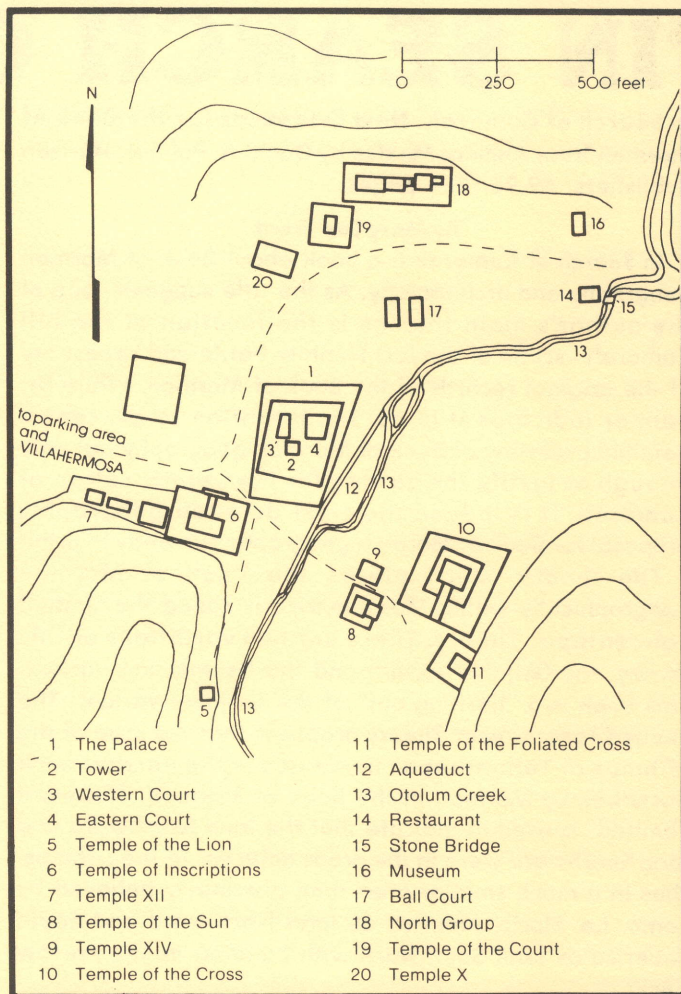 N
0 250 500 feet
18
19
16
20
14
15
17
13
1
3
4
2
to parking area
and
VILLAHERMOSA
12
13
7
6
10
9
8
11
5
13
1 The Palace
2 Tower
3 Western Court
4 Eastern Court
5 Temple of the Lion
6 Temple of Inscriptions
7 Temple XII
8 Temple of the Sun
9 Temple XIV
10 Temple of the Cross
11 Temple of the Foliated Cross
12 Aqueduct
13 Otolum Creek
14 Restaurant
15 Stone Bridge
16 Museum
17 Ball Court
18 North Group
19 Temple of the Count
20 Temple X